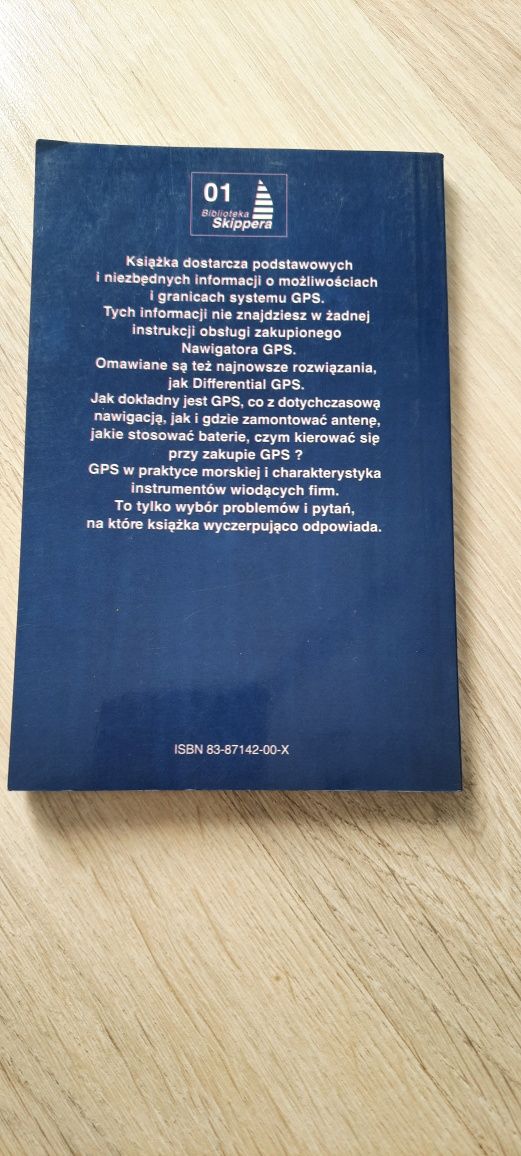 01
Biblioteka
Skippera
Książka dostarcza podstawowych
i niezbędnych informacji o możliwościach
i granicach systemu GPS.
Tych informacji nie znajdziesz w żadnej
instrukcji obsługi zakupionego
Nawigatora GPS.
Omawiane są też najnowsze rozwiązania,
jak Differential GPS.
Jak dokładny jest GPS, co z dotychczasową
nawigacją, jak i gdzie zamontować antenę,
jakie stosować baterie, czym kierować się
przy zakupie GPS ?
GPS w praktyce morskiej i charakterystyka
instrumentów wiodących firm.
To tylko wybór problemów i pytań,
na które książka wyczerpująco odpowiada.
ISBN 83-87142-00-X